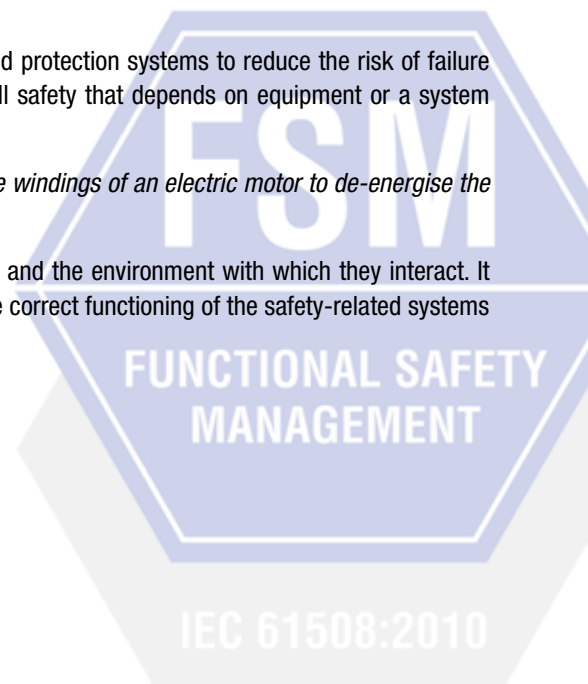 d protection systems to reduce the risk of failure
ll safety that depends on equipment or a system
e windings of an electric motor to de-energise the
and the environment with which they interact. It
e correct functioning of the safety-related systems
FSM
FUNCTIONAL SAFETY
MANAGEMENT
IEC 61508:2010